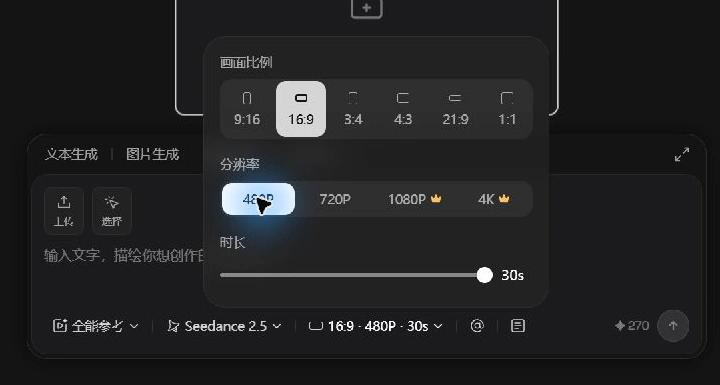 画面比例
9:16 16:9 3:4 4:3 21:9 1:1
文本生成 图片生成
分辨率
480P 720P 1080P 4K
上传 选择
时长
输入文字，描绘你想创作的
30s
全能参考 Seedance 2.5 16:9 · 480P · 30s 270